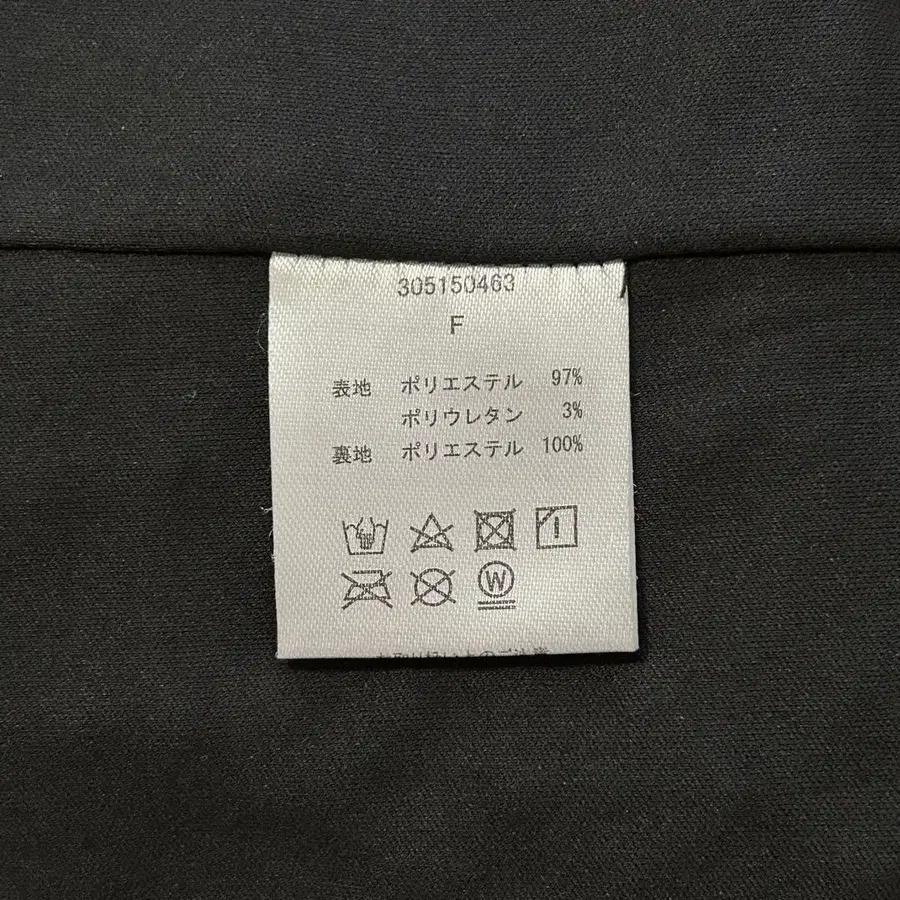 305150463
F
表地 ポリエステル 97%
ポリウレタン 3%
裏地 ポリエステル 100%
W